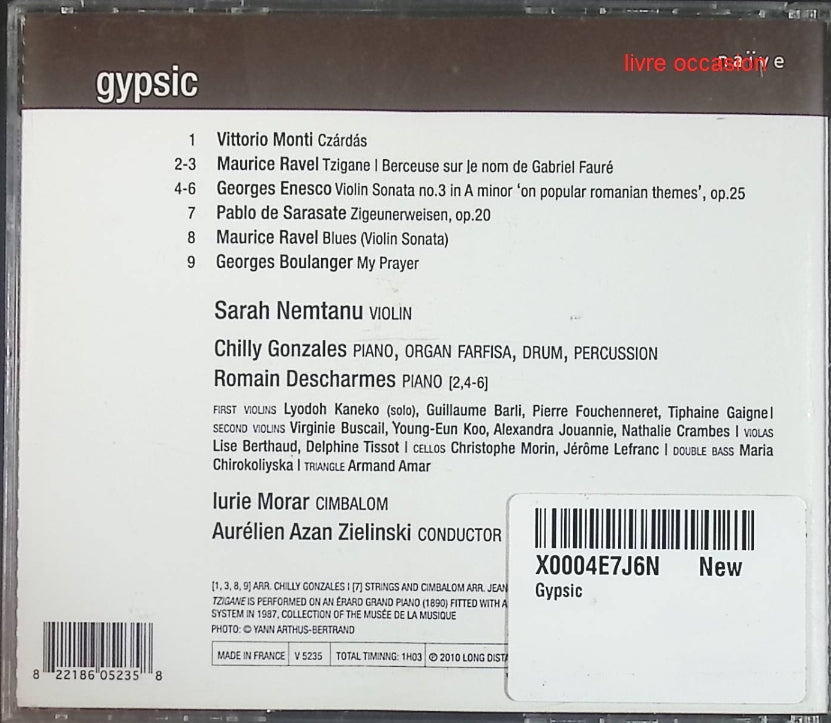 gypsic
livre occasion
naïve
1 Vittorio Monti Czárdás
2-3 Maurice Ravel Tzigane | Berceuse sur le nom de Gabriel Fauré
4-6 Georges Enesco Violin Sonata no.3 in A minor ‘on popular romanian themes’, op.25
7 Pablo de Sarasate Zigeunerweisen, op.20
8 Maurice Ravel Blues (Violin Sonata)
9 Georges Boulanger My Prayer
Sarah Nemtanu VIOLIN
Chilly Gonzales PIANO, ORGAN FARFISA, DRUM, PERCUSSION
Romain Descharmes PIANO [2,4-6]
FIRST VIOLINS Lyodoh Kaneko (solo), Guillaume Barli, Pierre Fouchenneret, Tiphaine Gaigne |
SECOND VIOLINS Virginie Buscail, Young-Eun Koo, Alexandra Jouannie, Nathalie Crambes | VIOLAS
Lise Berthaud, Delphine Tissot | CELLOS Christophe Morin, Jérôme Lefranc | DOUBLE BASS Maria
Chirokoliyska | TRIANGLE Armand Amar
Iurie Morar CIMBALOM
Aurélien Azan Zielinski CONDUCTOR
[1, 3, 8, 9] ARR. CHILLY GONZALES | [7] STRINGS AND CIMBALOM ARR. JEAN
TZIGANE IS PERFORMED ON AN ÉRARD GRAND PIANO (1890) FITTED WITH A
SYSTEM IN 1987, COLLECTION OF THE MUSÉE DE LA MUSIQUE
PHOTO: © YANN ARTHUS-BERTRAND
MADE IN FRANCE V 5235 TOTAL TIMINNG: 1H03 ℗ 2010 LONG DISTA
8 22186 05235 8
X0004E7J6N New
Gypsic